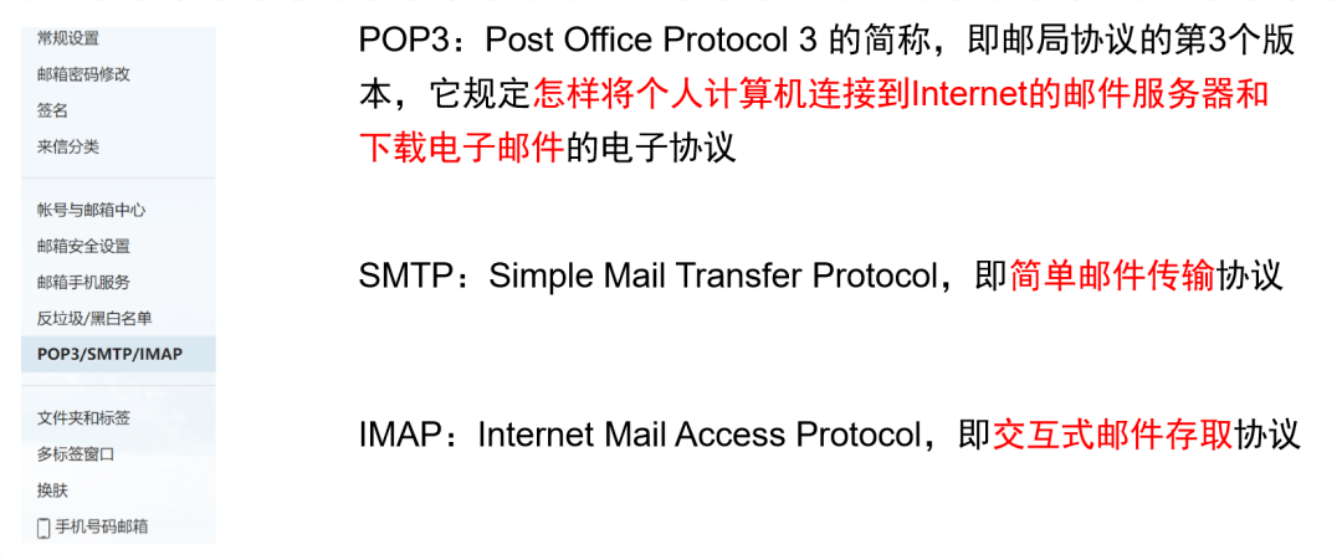 常规设置
邮箱密码修改
签名
来信分类
帐号与邮箱中心
邮箱安全设置
邮箱手机服务
反垃圾/黑白名单
POP3/SMTP/IMAP
文件夹和标签
多标签窗口
换肤
手机号码邮箱
POP3：Post Office Protocol 3 的简称，即邮局协议的第3个版
本，它规定怎样将个人计算机连接到Internet的邮件服务器和
下载电子邮件的电子协议
SMTP：Simple Mail Transfer Protocol，即简单邮件传输协议
IMAP：Internet Mail Access Protocol，即交互式邮件存取协议